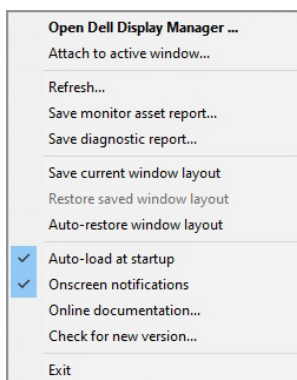 Open Dell Display Manager ...
Attach to active window...
Refresh...
Save monitor asset report...
Save diagnostic report...
Save current window layout
Restore saved window layout
Auto-restore window layout
Auto-load at startup
Onscreen notifications
Online documentation...
Check for new version...
Exit